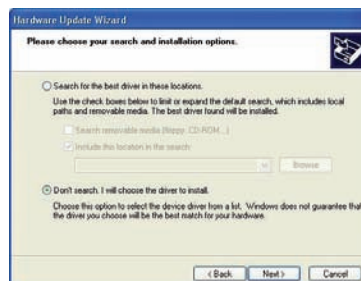 Hardware Update Wizard
Please choose your search and installation options.
Search for the best driver in these locations.
Use the check boxes below to limit or expand the default search, which includes local
paths and removable media. The best driver found will be installed.
Search removable media (floppy, CD-ROM...)
Include this location in the search:
Browse
Don't search. I will choose the driver to install.
Choose this option to select the device driver from a list. Windows does not guarantee that
the driver you choose will be the best match for your hardware.
< Back
Next >
Cancel